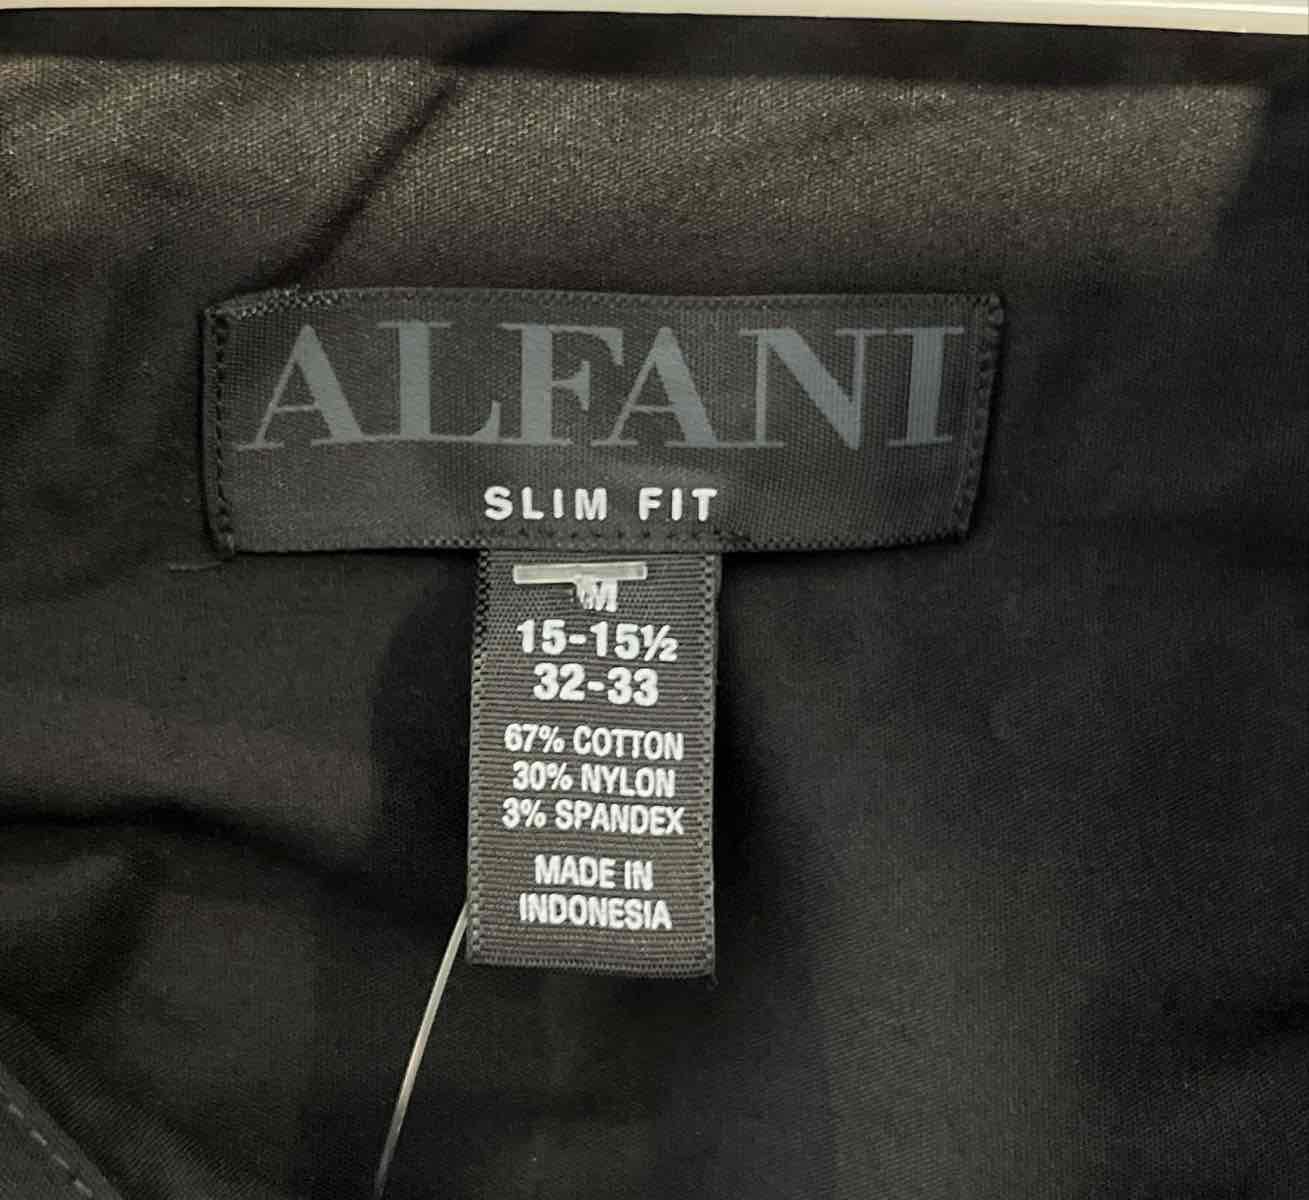 ALFANI
SLIM FIT
M
15-15½
32-33
67% COTTON
30% NYLON
3% SPANDEX
MADE IN
INDONESIA